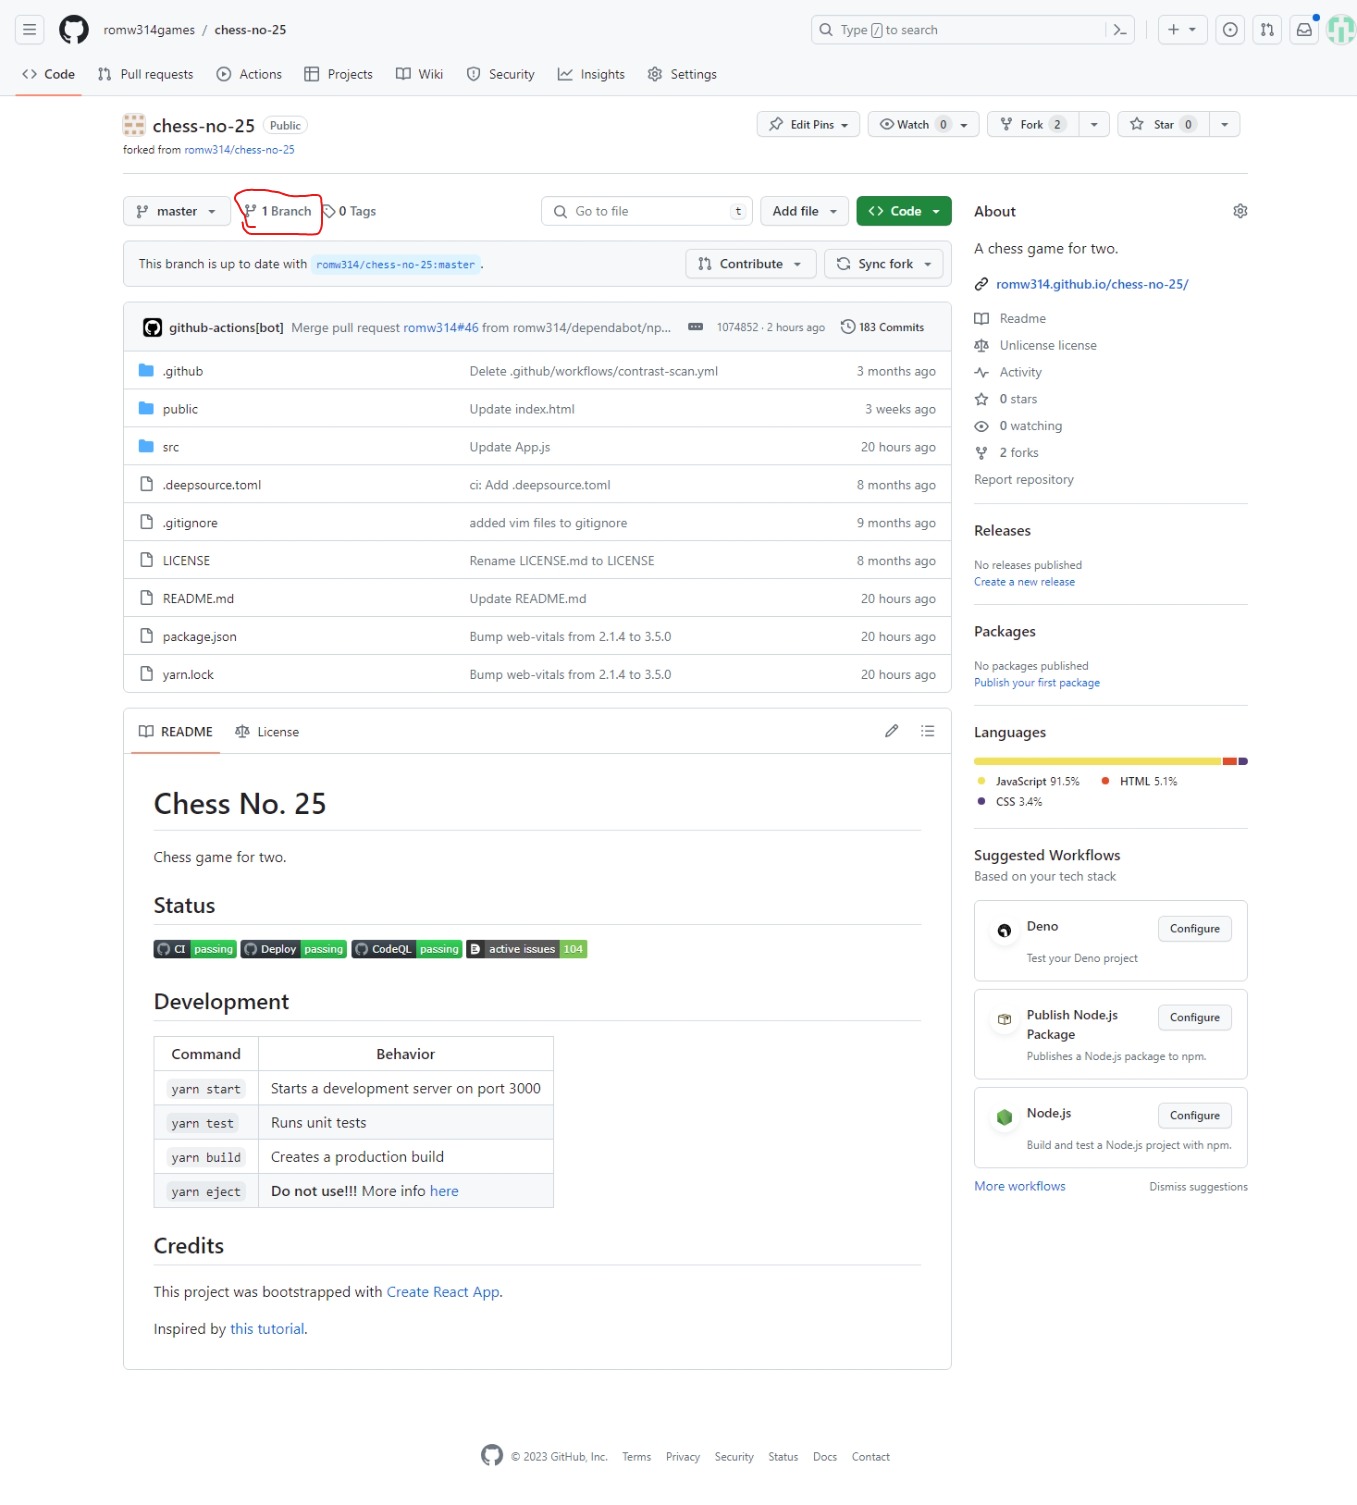 romw314games / chess-no-25
Type / to search
Code Pull requests Actions Projects Wiki Security Insights Settings
chess-no-25 Public
Edit Pins Watch 0 Fork 2 Star 0
forked from romw314/chess-no-25
master 1 Branch 0 Tags Go to file t Add file Code
This branch is up to date with romw314/chess-no-25:master .
Contribute Sync fork
github-actions[bot] Merge pull request romw314#46 from romw314/dependabot/np... 1074852 · 2 hours ago 183 Commits
.github Delete .github/workflows/contrast-scan.yml 3 months ago
public Update index.html 3 weeks ago
src Update App.js 20 hours ago
.deepsource.toml ci: Add .deepsource.toml 8 months ago
.gitignore added vim files to gitignore 9 months ago
LICENSE Rename LICENSE.md to LICENSE 8 months ago
README.md Update README.md 20 hours ago
package.json Bump web-vitals from 2.1.4 to 3.5.0 20 hours ago
yarn.lock Bump web-vitals from 2.1.4 to 3.5.0 20 hours ago
README License
Chess No. 25
Chess game for two.
Status
CI passing Deploy passing CodeQL passing active issues 104
Development
Command Behavior
yarn start Starts a development server on port 3000
yarn test Runs unit tests
yarn build Creates a production build
yarn eject Do not use!!! More info here
Credits
This project was bootstrapped with Create React App.
Inspired by this tutorial.
About
A chess game for two.
romw314.github.io/chess-no-25/
Readme
Unlicense license
Activity
0 stars
0 watching
2 forks
Report repository
Releases
No releases published
Create a new release
Packages
No packages published
Publish your first package
Languages
JavaScript 91.5% HTML 5.1%
CSS 3.4%
Suggested Workflows
Based on your tech stack
Deno Configure
Test your Deno project
Publish Node.js Configure
Package
Publishes a Node.js package to npm.
Node.js Configure
Build and test a Node.js project with npm.
More workflows Dismiss suggestions
© 2023 GitHub, Inc. Terms Privacy Security Status Docs Contact